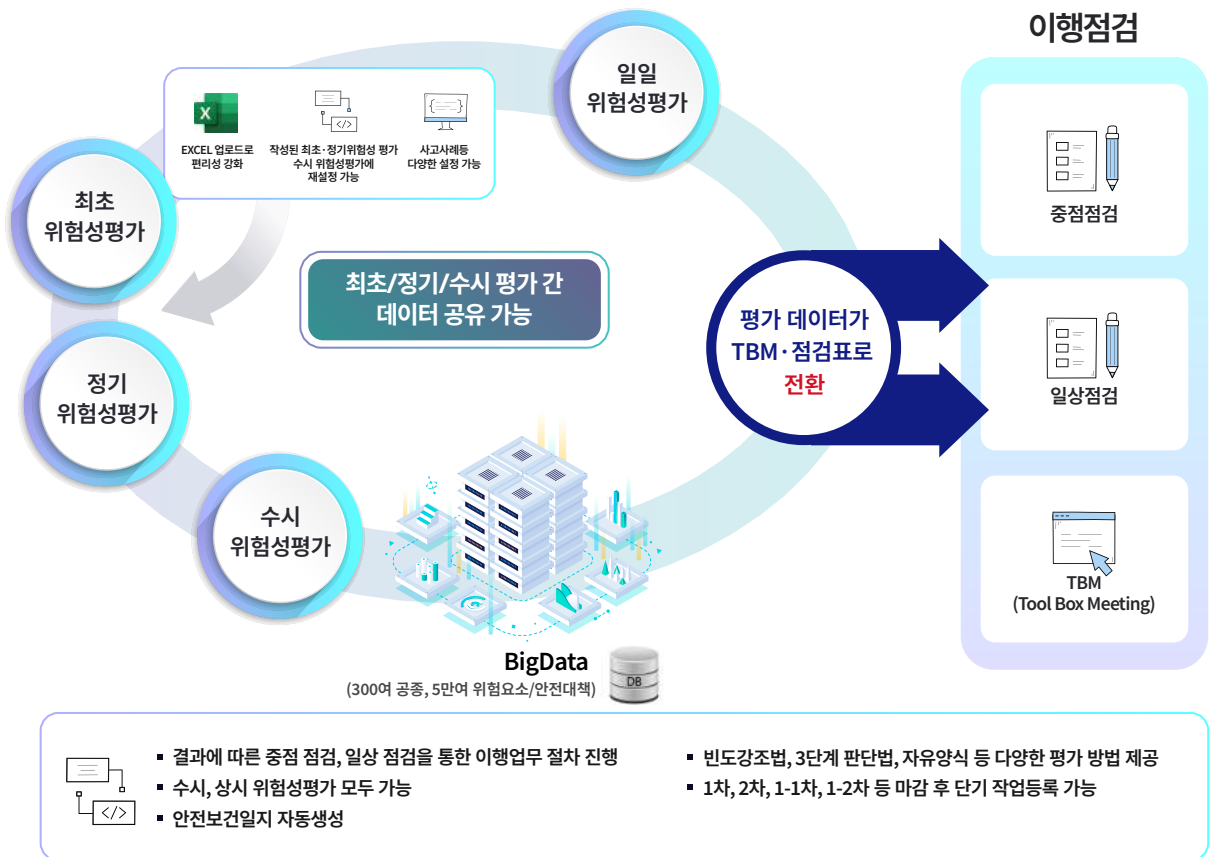 이행점검
일일
위험성평가
X
EXCEL 업로드로
편리성 강화
작성된 최초·정기위험성 평가
수시 위험성평가에
재설정 가능
사고사례등
다양한 설정 가능
최초
위험성평가
최초/정기/수시 평가 간
데이터 공유 가능
정기
위험성평가
수시
위험성평가
평가 데이터가
TBM·점검표로
전환
중점점검
일상점검
TBM
(Tool Box Meeting)
BigData
(300여 공종, 5만여 위험요소/안전대책)
DB
</>
▪ 결과에 따른 중점 점검, 일상 점검을 통한 이행업무 절차 진행
▪ 수시, 상시 위험성평가 모두 가능
▪ 안전보건일지 자동생성
▪ 빈도강조법, 3단계 판단법, 자유양식 등 다양한 평가 방법 제공
▪ 1차, 2차, 1-1차, 1-2차 등 마감 후 단기 작업등록 가능